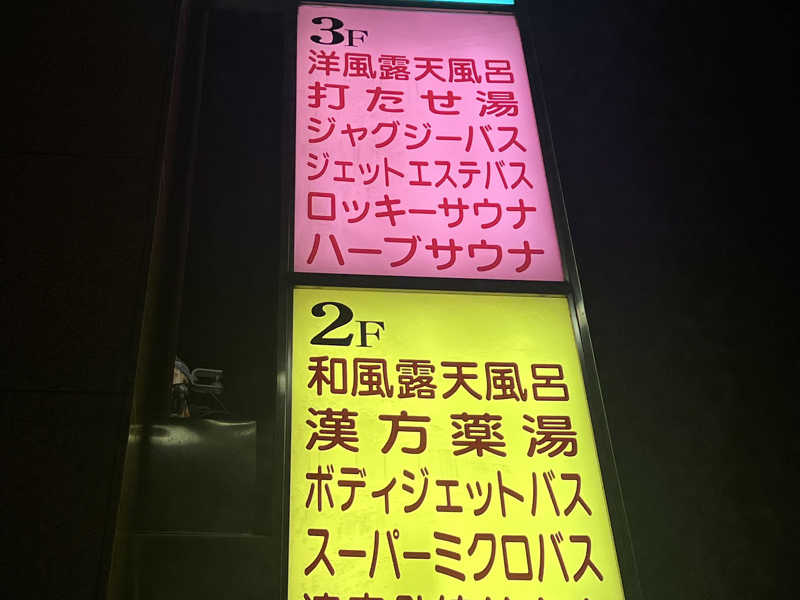 3F
洋風露天風呂
打たせ湯
ジャグジーバス
ジェットエステバス
ロッキーサウナ
ハーブサウナ
2F
和風露天風呂
漢方薬湯
ボディジェットバス
スーパーミクロバス